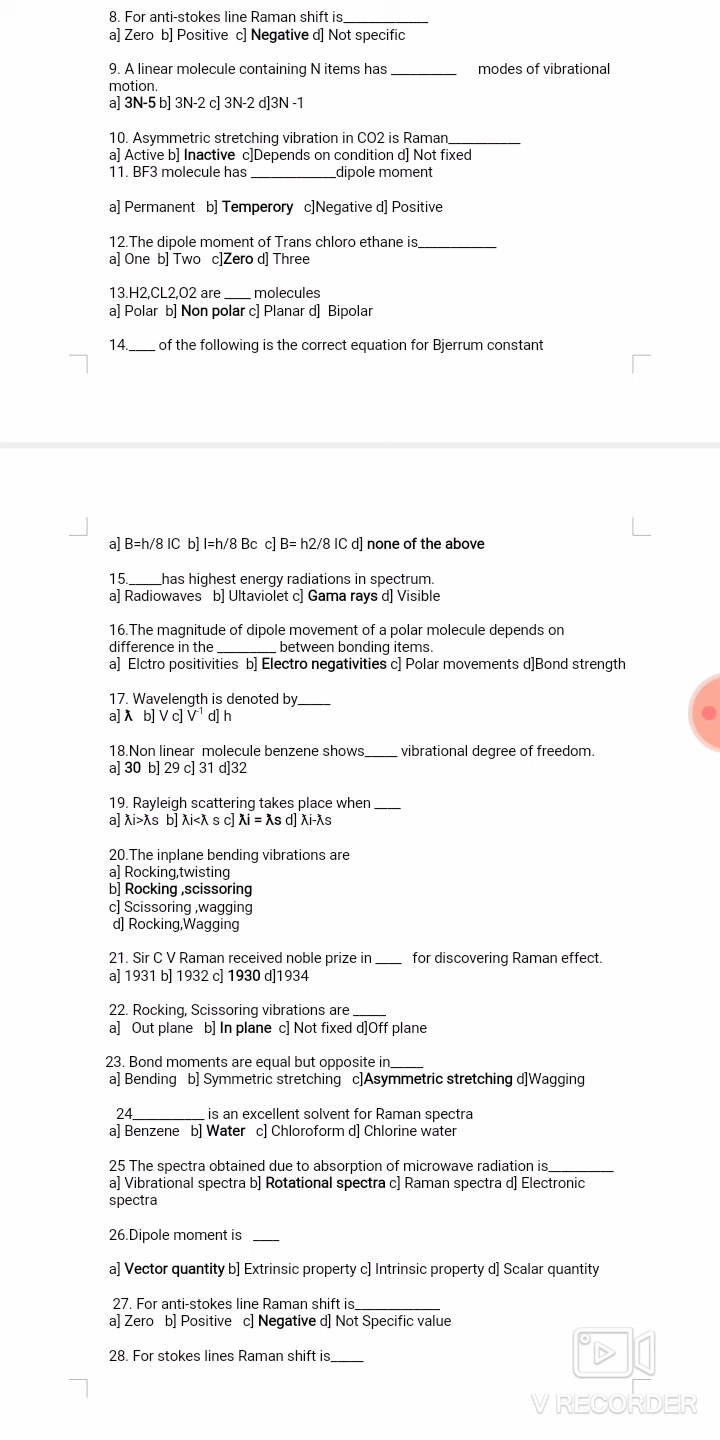 8. For anti-stokes line Raman shift is____________
a] Zero b] Positive c] Negative d] Not specific
9. A linear molecule containing N items has _________ modes of vibrational
motion.
a] 3N-5 b] 3N-2 c] 3N-2 d]3N -1
10. Asymmetric stretching vibration in CO2 is Raman__________
a] Active b] Inactive c]Depends on condition d] Not fixed
11. BF3 molecule has ____________dipole moment
a] Permanent b] Temperory c]Negative d] Positive
12.The dipole moment of Trans chloro ethane is___________
a] One b] Two c]Zero d] Three
13.H2,CL2,O2 are ____ molecules
a] Polar b] Non polar c] Planar d] Bipolar
14.____ of the following is the correct equation for Bjerrum constant
a] B=h/8 IC b] I=h/8 Bc c] B= h2/8 IC d] none of the above
15._____has highest energy radiations in spectrum.
a] Radiowaves b] Ultaviolet c] Gama rays d] Visible
16.The magnitude of dipole movement of a polar molecule depends on
difference in the ________ between bonding items.
a] Elctro positivities b] Electro negativities c] Polar movements d]Bond strength
17. Wavelength is denoted by_____
a] ƛ b] V c] V⁻¹ d] h
18.Non linear molecule benzene shows_____ vibrational degree of freedom.
a] 30 b] 29 c] 31 d]32
19. Rayleigh scattering takes place when ____
a] ƛi>ƛs b] ƛi<ƛ s c] ƛi = ƛs d] ƛi-ƛs
20.The inplane bending vibrations are
a] Rocking,twisting
b] Rocking ,scissoring
c] Scissoring ,wagging
d] Rocking,Wagging
21. Sir C V Raman received noble prize in ____ for discovering Raman effect.
a] 1931 b] 1932 c] 1930 d]1934
22. Rocking, Scissoring vibrations are _____
a] Out plane b] In plane c] Not fixed d]Off plane
23. Bond moments are equal but opposite in_____
a] Bending b] Symmetric stretching c]Asymmetric stretching d]Wagging
24__________ is an excellent solvent for Raman spectra
a] Benzene b] Water c] Chloroform d] Chlorine water
25 The spectra obtained due to absorption of microwave radiation is_________
a] Vibrational spectra b] Rotational spectra c] Raman spectra d] Electronic
spectra
26.Dipole moment is ____
a] Vector quantity b] Extrinsic property c] Intrinsic property d] Scalar quantity
27. For anti-stokes line Raman shift is____________
a] Zero b] Positive c] Negative d] Not Specific value
28. For stokes lines Raman shift is_____
V RECORDER